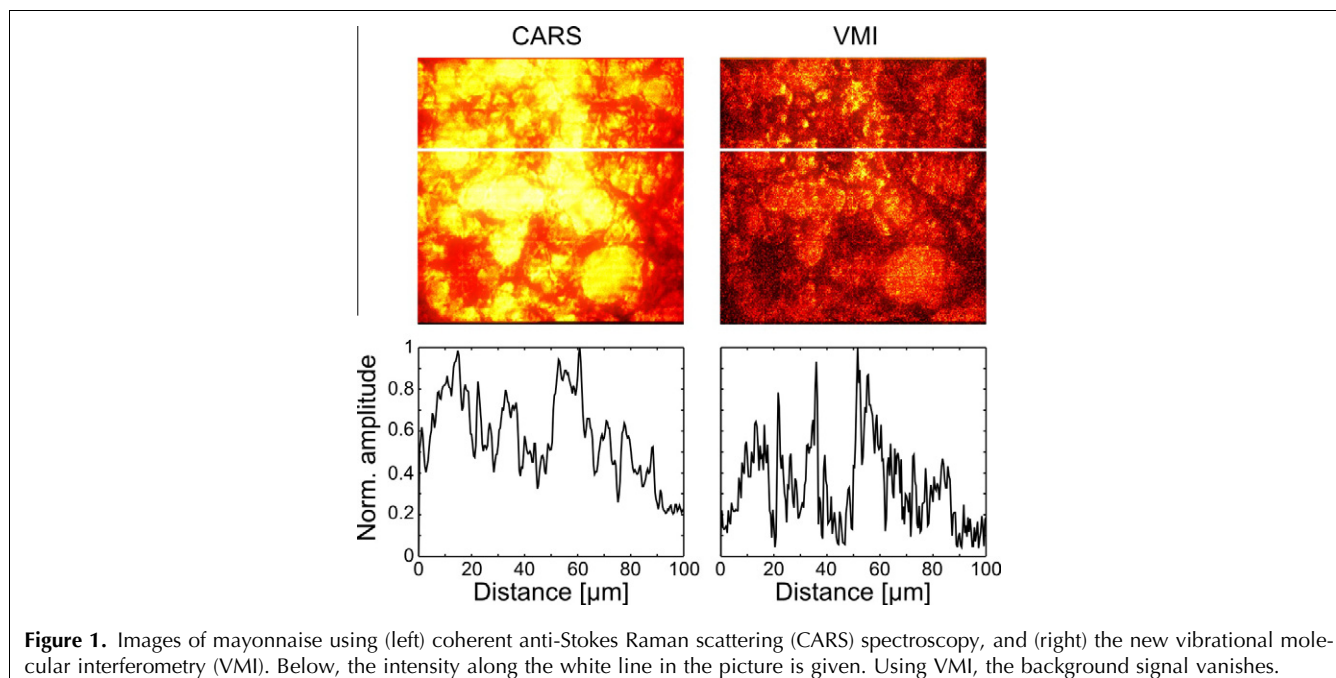 CARS
VMI
Norm. amplitude
1
0.8
0.6
0.4
0.2
0
0 20 40 60 80 100
Distance [µm]
0 20 40 60 80 100
Distance [µm]
Figure 1. Images of mayonnaise using (left) coherent anti-Stokes Raman scattering (CARS) spectroscopy, and (right) the new vibrational mole-
cular interferometry (VMI). Below, the intensity along the white line in the picture is given. Using VMI, the background signal vanishes.